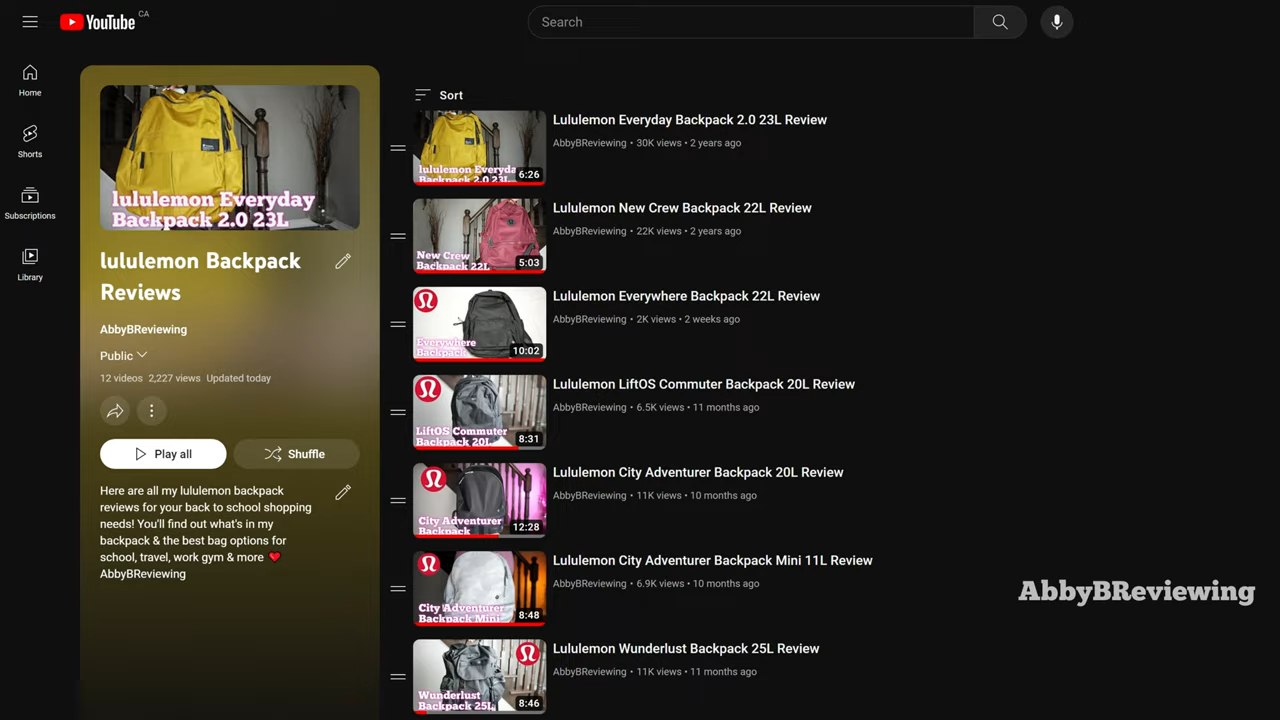 YouTube CA
Search
Home
Shorts
Subscriptions
Library
lululemon Everyday
Backpack 2.0 23L
lululemon Backpack
Reviews
AbbyBReviewing
Public
12 videos 2,227 views Updated today
Play all
Shuffle
Here are all my lululemon backpack
reviews for your back to school shopping
needs! You'll find out what's in my
backpack & the best bag options for
school, travel, work gym & more ❤️
AbbyBReviewing
Sort
lululemon Everyday
Backpack 2.0 23L
6:26
Lululemon Everyday Backpack 2.0 23L Review
AbbyBReviewing • 30K views • 2 years ago
New Crew
Backpack 22L
5:03
Lululemon New Crew Backpack 22L Review
AbbyBReviewing • 22K views • 2 years ago
Everywhere
Backpack
10:02
Lululemon Everywhere Backpack 22L Review
AbbyBReviewing • 2K views • 2 weeks ago
LiftOS Commuter
Backpack 20L
8:31
Lululemon LiftOS Commuter Backpack 20L Review
AbbyBReviewing • 6.5K views • 11 months ago
City Adventurer
Backpack
12:28
Lululemon City Adventurer Backpack 20L Review
AbbyBReviewing • 11K views • 10 months ago
City Adventurer
Backpack Mini
8:48
Lululemon City Adventurer Backpack Mini 11L Review
AbbyBReviewing • 6.9K views • 10 months ago
Wunderlust
Backpack 25L
8:46
Lululemon Wunderlust Backpack 25L Review
AbbyBReviewing • 11K views • 11 months ago
AbbyBReviewing